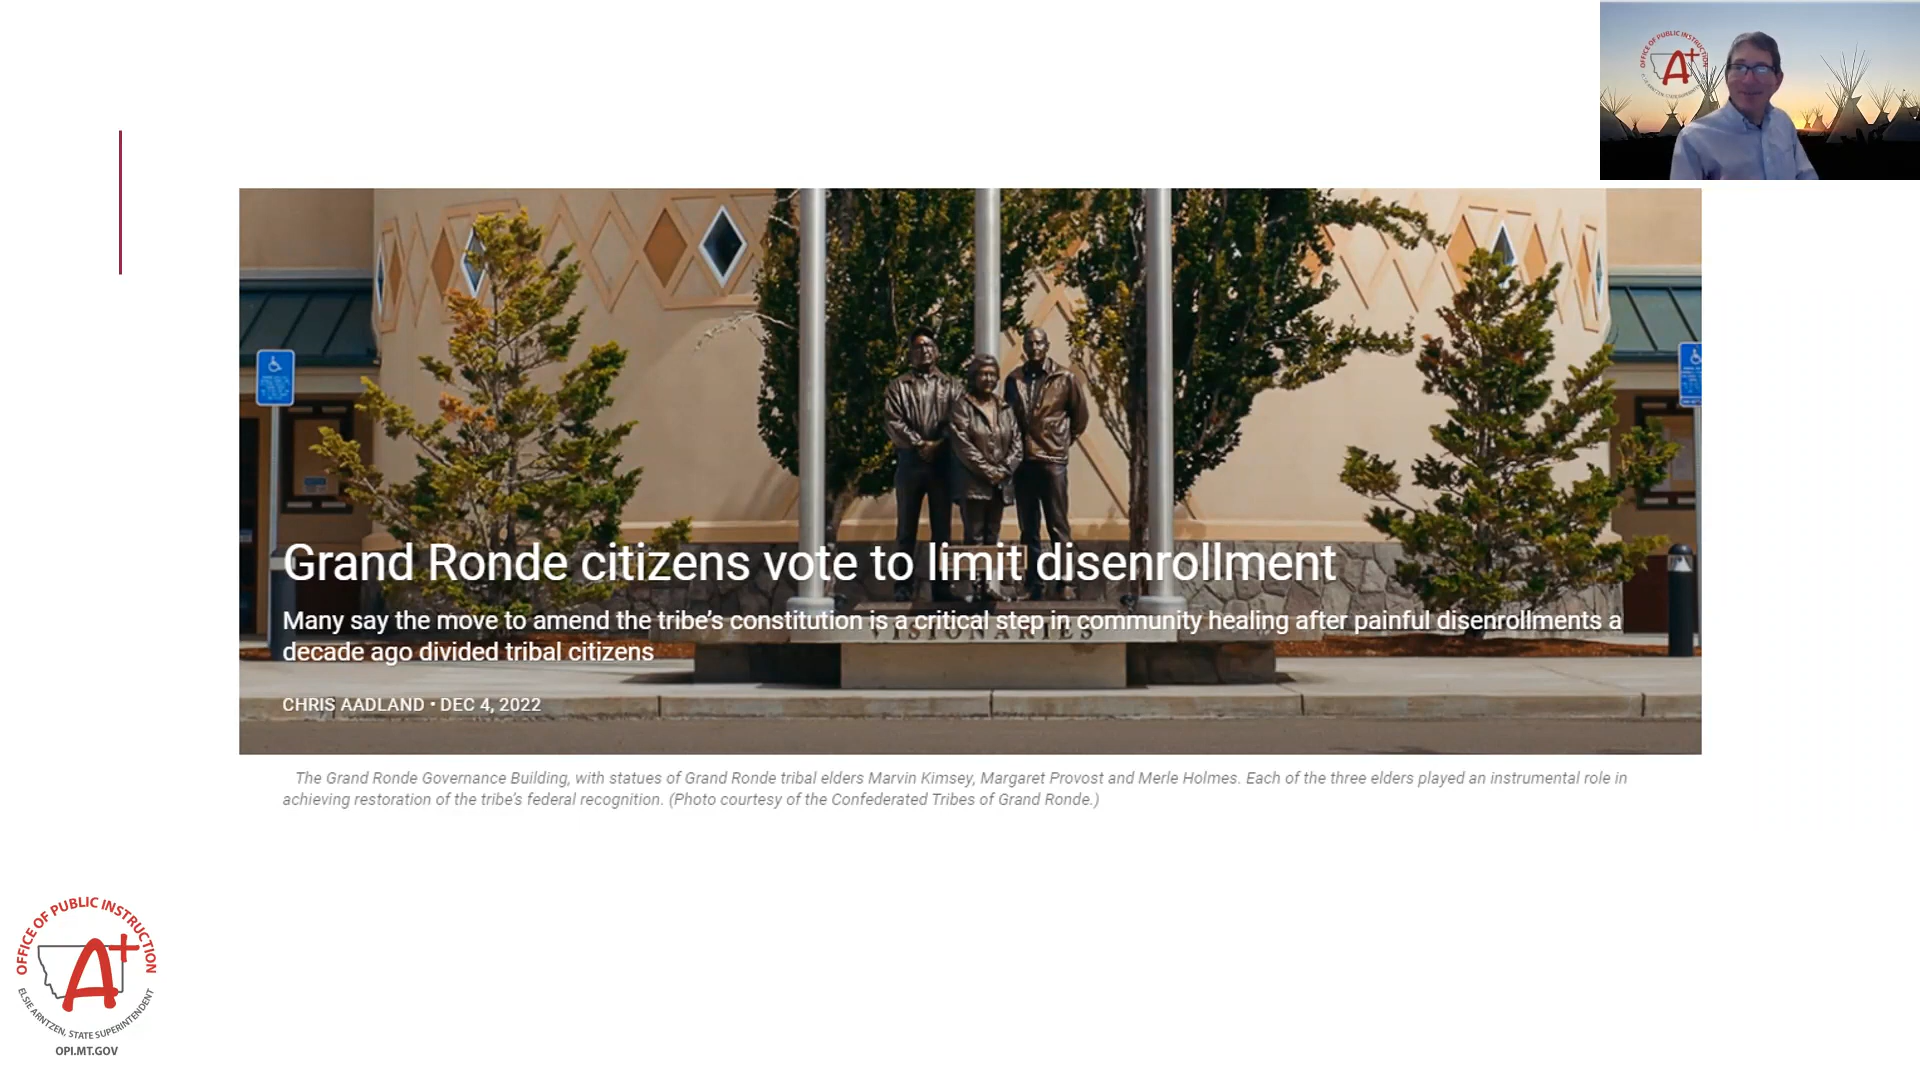 OFFICE OF PUBLIC INSTRUCTION
A+
Grand Ronde citizens vote to limit disenrollment
Many say the move to amend the tribe's constitution is a critical step in community healing after painful disenrollments a
decade ago divided tribal citizens
VISIONARIES
CHRIS AADLAND • DEC 4, 2022
The Grand Ronde Governance Building, with statues of Grand Ronde tribal elders Marvin Kimsey, Margaret Provost and Merle Holmes. Each of the three elders played an instrumental role in
achieving restoration of the tribe's federal recognition. (Photo courtesy of the Confederated Tribes of Grand Ronde.)
OFFICE OF PUBLIC INSTRUCTION
A+
ELSIE ARNTZEN, STATE SUPERINTENDENT
OPI.MT.GOV